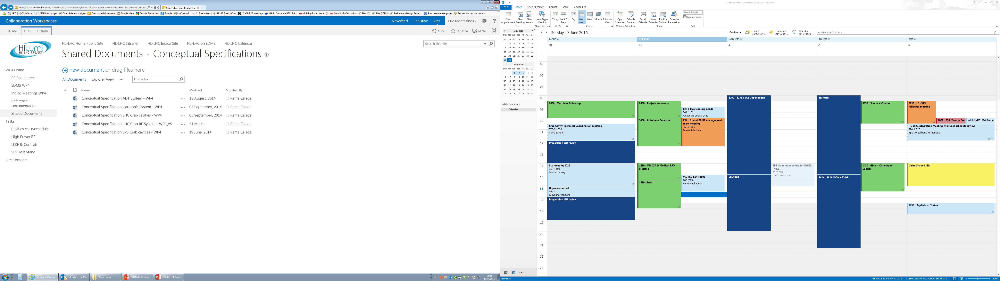 https://espace.cern.ch/HiLumi/WP4/Shared%20Documents/Forms/AllItems.aspx?RootFolder=%2FHiLumi%2FWP4%2FShare
Conceptual Specifications ...
APT CAS Carter CERN Users' pages Consolidation budgets Crab shared document Google Maps Google Traduction Google LHC page 1 LIU Final offers LIU SPS Finals Offers LIU-SPS RF meetings Météo Crozet - 01170 Pré... Mobility® Carsharing (2) Mobility® Carsharing Plan LS2 Plan@CERN Preliminary Design Revie... Procurement templates Rechercher des documents
Collaboration Workspaces
Newsfeed OneDrive Sites Eric Montesinos ?
BROWSE FILES LIBRARY
SHARE FOLLOW SYNC
HiLumi
HL-LHC PROJECT
HL-LHC Home Public Site HL-LHC Intranet HL-LHC Indico Site HL-LHC on EDMS HL-LHC Calendar
Search this site
Shared Documents Conceptual Specifications
WP4 Home
RF Parameters
EDMS WP4
Indico Meetings WP4
Reference
Documentation
Shared Documents
Tasks
Cavities & Cryomodule
High Power RF
LLRF & Controls
SPS Test Stand
Site Contents
new document or drag files here
All Documents Explorer View ... Find a file
Name Modified Modified By
Conceptual Specification ADT System - WP4 ... 18 August, 2014 Rama Calaga
Conceptual Specification Harmonic System - WP4 ... 05 September, 2014 Rama Calaga
Conceptual Specification LHC Crab cavities - WP4 ... 05 September, 2014 Rama Calaga
Conceptual Specification LHC Crab RF System - WP4_v5 ... 31 March Rama Calaga
Conceptual Specification SPS Crab cavities - WP4 ... 19 June, 2014 Rama Calaga
Conceptual Speci... Calendar - Eric.M... Crab Cavity 20160603 RF Pow... 20160603 RF Pow...
16:26
31/05/2016
Calendar - Eric.Montesinos@cern.ch - Outlook
FILE HOME SEND / RECEIVE FOLDER VIEW ADOBE PDF
New Appointment
New Meeting
New Items
New Skype Meeting
Today
Next 7 Days
Day
Work Week
Week
Month
Schedule View
Open Calendar
Calendar Groups
E-mail Calendar
Share Calendar
Publish Online
Calendar Permissions
Search People
Address Book
New Skype Meeting Go To Arrange Manage Calendars Share Find
May 2016
MO TU WE TH FR SA SU
25 26 27 28 29 30 1
2 3 4 5 6 7 8
9 10 11 12 13 14 15
16 17 18 19 20 21 22
23 24 25 26 27 28 29
30 31
June 2016
MO TU WE TH FR SA SU
1 2 3 4 5
6 7 8 9 10 11 12
13 14 15 16 17 18 19
20 21 22 23 24 25 26
27 28 29 30 1 2 3
4 5 6 7 8 9 10
My Calendars
Calendar
30 May - 3 June 2016
Genève
Today
16° C / 12° C
Tomorrow
21° C / 15° C
Thursday
20° C / 16° C
Search Calendar (Ctrl+E)
MONDAY TUESDAY WEDNESDAY THURSDAY FRIDAY
30 31 1 2 3
05
06
07
08
09
10
11
12
13
14
15
16
17
18
19
20
21
22
23
0830 : Machines follow-up
Crab Cavity Technical Coordination meeting
376/01-020
Carlo Zanoni
Preparation LIU review
SLs meeting 2016
252-1-046
Laurie Hemery
Uppsala contract
b252
Giovanna Vandoni
Preparation LIU review
0830 : Projects follow-up
BAF3-LSS3 cooling needs
864-1-C11
Alexandre Joel Broche
1030 : Antoine + Sebastien
FW: LIU and BE-RF management
team meeting
866-2-D05
Malika Meddahi
1430 : MB-IOT & Medical RFQ
meeting
1530 : Fred
VIC FSU S144 BE03
905 (BB3)
Emmanuel Paulat
1100 - 1255 : SAS Copenhagen
ESSnuSB
SPS planning meeting for EYETS
(No.1)
30-7-010
David Mcfarlane
ESSnuSB
1745 - 1940 : SAS Geneve
0830 : Simon + Charles
1430 : Gino + Christophe +
Cédrick
0830 : LIU-SPS
followup meeting
1000 : 376, Yvon + Fre
Job LIU-RF; 376; Frede
HL-LHC Integration Meeting n46: Cost-schedule review
376-1-020
Ignacio Zurbano Fernandez
Visite Shane Lillis
1730 : Baptiste + Florian
ITEMS: 26
ALL FOLDERS ARE UP TO DATE. CONNECTED TO: MICROSOFT EXCHANGE
100%